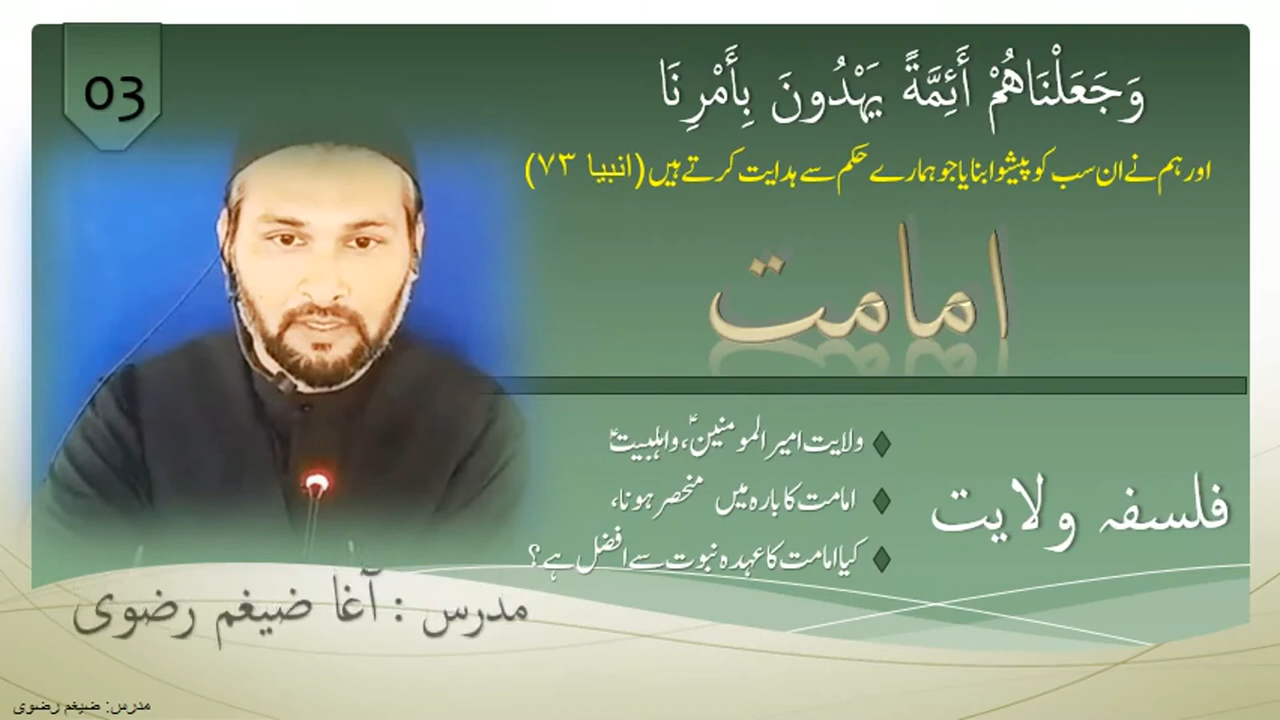 03
وَجَعَلْنَاهُمْ أَئِمَّةً يَهْدُونَ بِأَمْرِنَا
اور ہم نے ان سب کو پیشوا بنایا جو ہمارے حکم سے ہدایت کرتے ہیں (انبیا ۷۳)
امامت
فلسفہ ولایت
ولایت امیر المومنینؑ، واہلبیتؑ
امامت کا بارہ میں منحصر ہونا،
کیا امامت کا عہدہ نبوت سے افضل ہے؟
مدرس : آغا ضیغم رضوی
مدرس: ضیغم رضوی